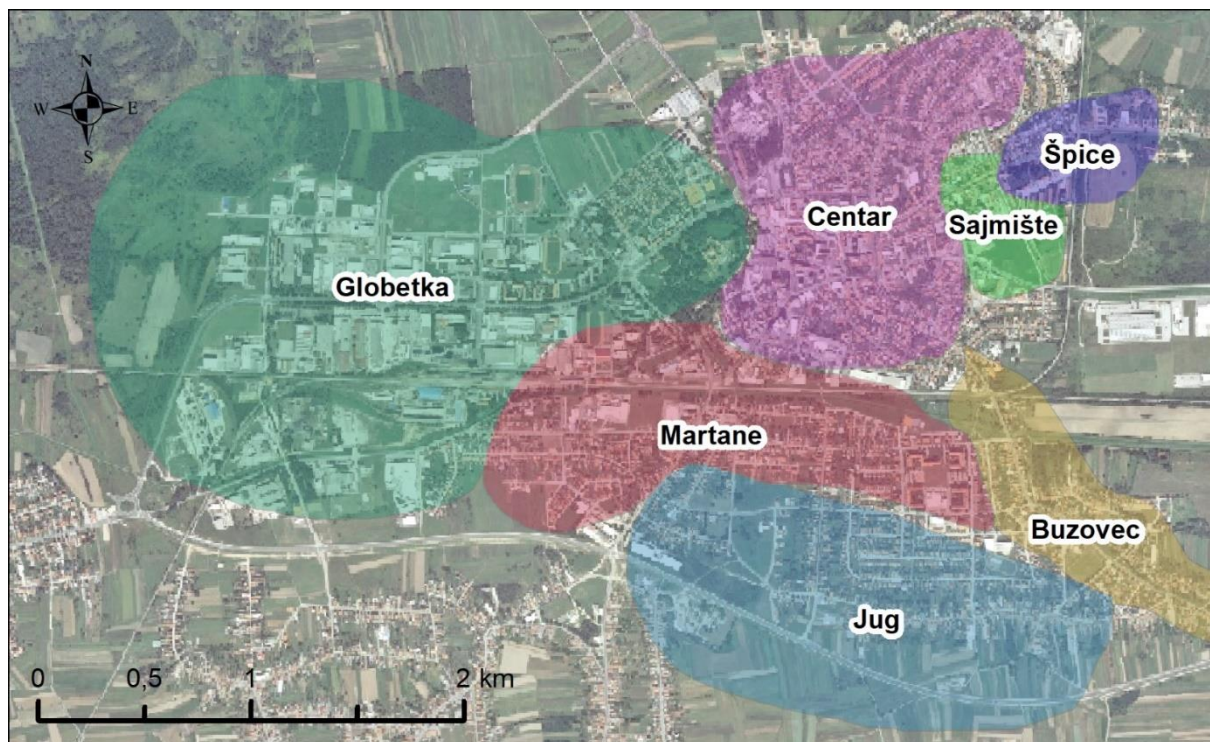 N
W E
S
Špice
Centar
Sajmište
Globetka
Martane
Buzovec
Jug
0 0,5 1 2 km